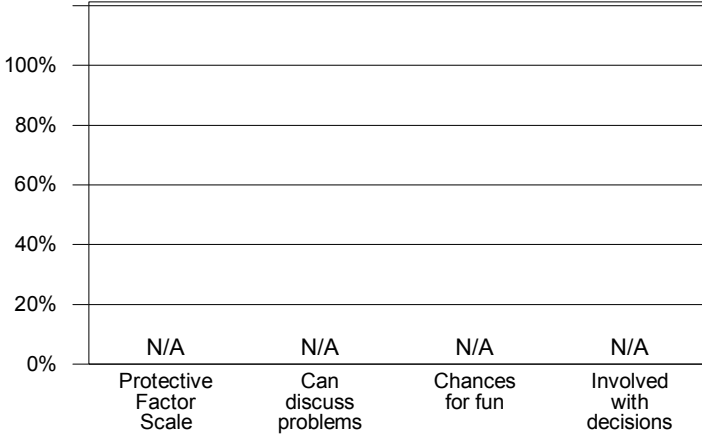 100%
80%
60%
40%
20%
0%
N/A N/A N/A N/A
Protective
Factor
Scale
Can
discuss
problems
Chances
for fun
Involved
with
decisions